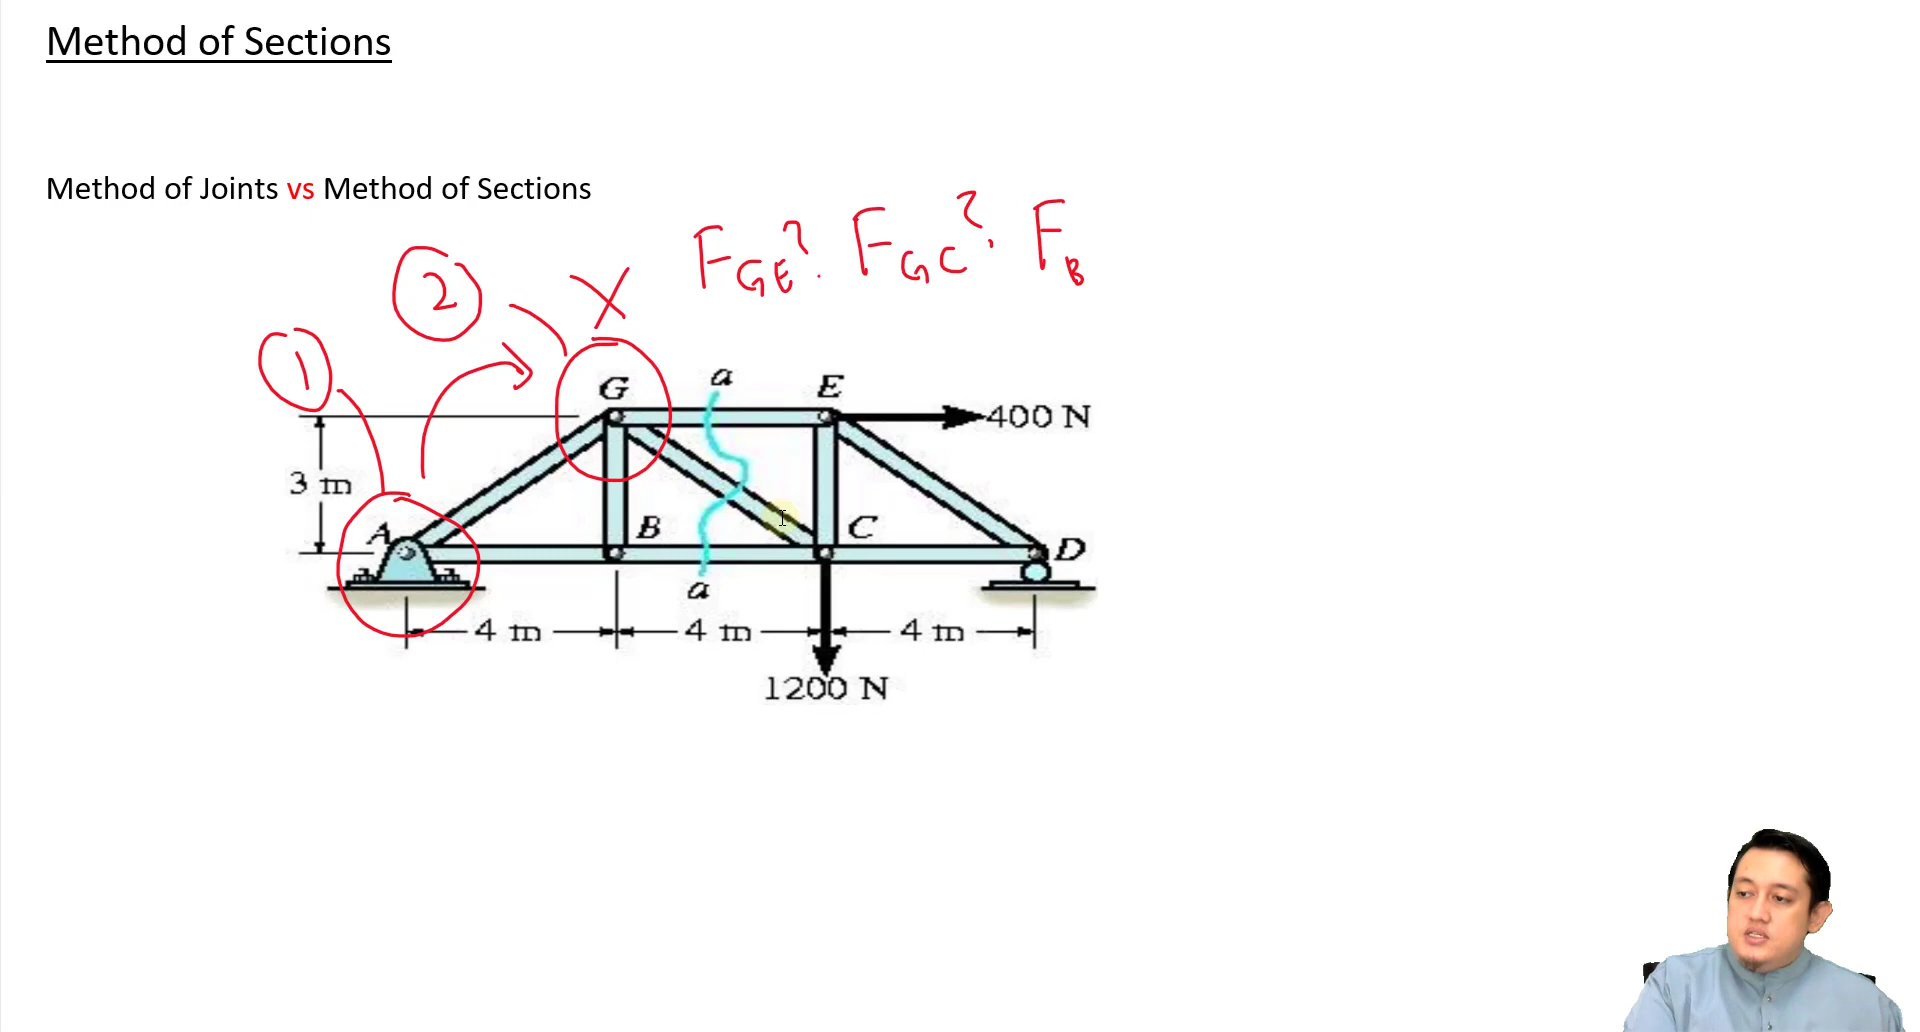 Method of Sections
Method of Joints vs Method of Sections
F_GE? F_GC? F_B
2 X
1
G a E
400 N
3 m
A B C D
a
4 m 4 m 4 m
1200 N